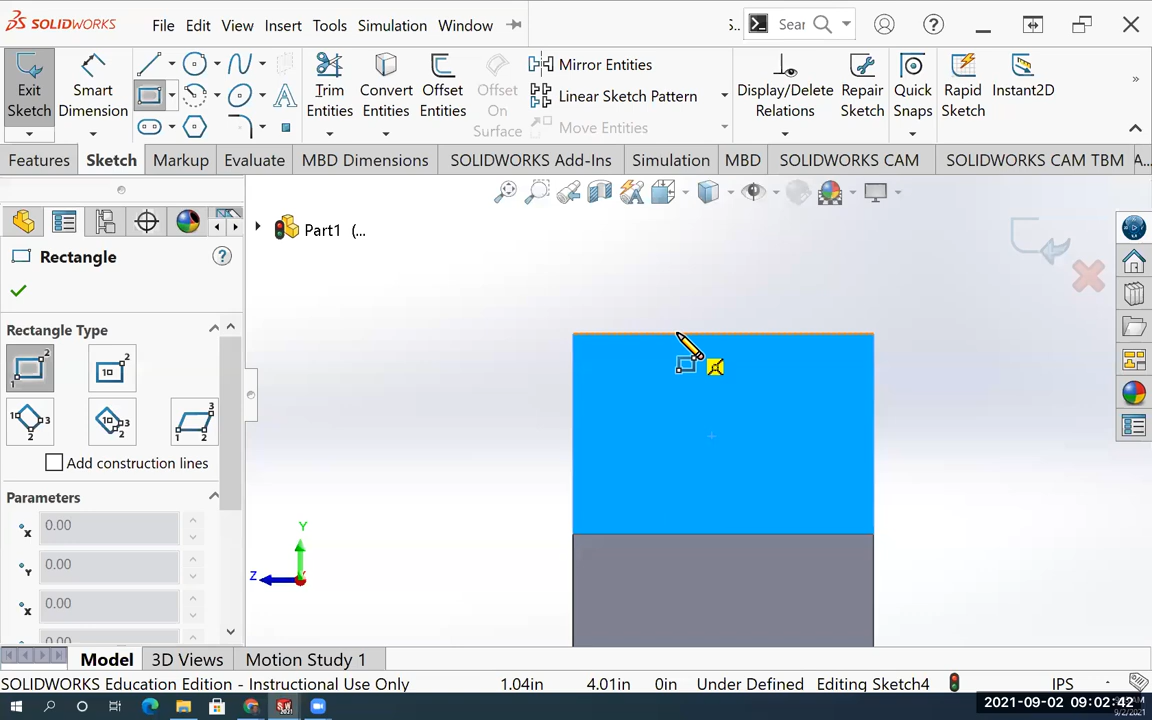 SOLIDWORKS File Edit View Insert Tools Simulation Window S.. Sear
Exit Sketch
Smart Dimension
Trim Entities
Convert Entities
Offset Entities
Offset On Surface
Mirror Entities
Linear Sketch Pattern
Move Entities
Display/Delete Relations
Repair Sketch
Quick Snaps
Rapid Sketch
Instant2D
Features Sketch Markup Evaluate MBD Dimensions SOLIDWORKS Add-Ins Simulation MBD SOLIDWORKS CAM SOLIDWORKS CAM TBM A...
Part1 (...
Rectangle
Rectangle Type
Add construction lines
Parameters
0.00
0.00
0.00
Y
Z
Model 3D Views Motion Study 1
SOLIDWORKS Education Edition - Instructional Use Only 1.04in 4.01in 0in Under Defined Editing Sketch4 IPS
2021-09-02 09:02:42
9/2/2021